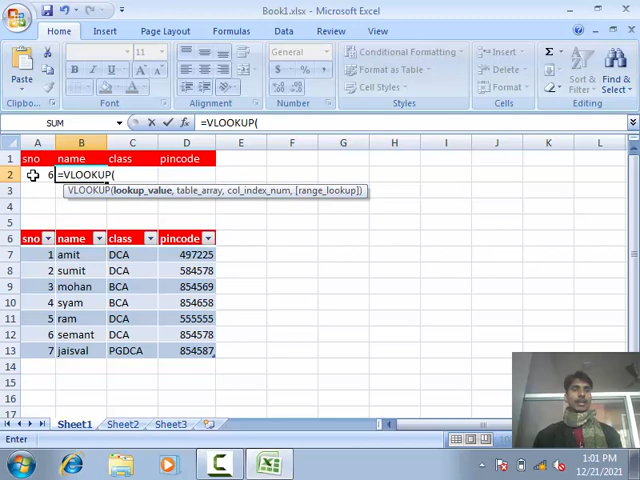 Book1.xlsx - Microsoft Excel
Home Insert Page Layout Formulas Data Review View
Paste
Clipboard
11
B I U A
Font
Alignment
General
$ % ,
Number
Conditional Formatting
Format as Table
Cell Styles
Styles
Insert
Delete
Format
Cells
Σ
Sort & Filter
Find & Select
Editing
SUM fx =VLOOKUP(
A B C D E F G H I J K L
1 sno name class pincode
2 6 =VLOOKUP(
3 VLOOKUP(lookup_value, table_array, col_index_num, [range_lookup])
4
5
6 sno name class pincode
7 1 amit DCA 497225
8 2 sumit DCA 584578
9 3 mohan BCA 854569
10 4 syam BCA 854658
11 5 ram DCA 555555
12 6 semant DCA 854578
13 7 jaisval PGDCA 854587
14
15
16
17
Sheet1 Sheet2 Sheet3
Enter
1:01 PM
12/21/2021